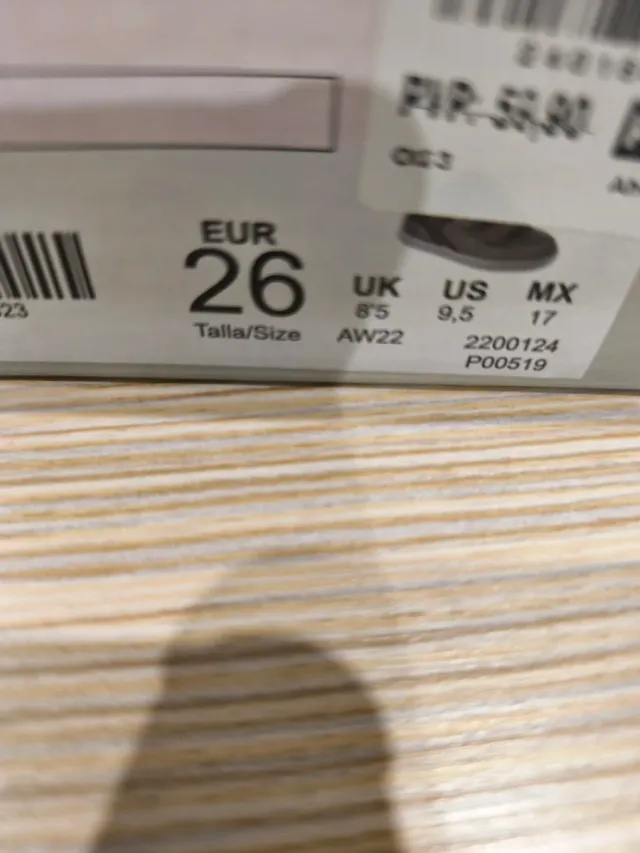 EUR
26
Talla/Size
UK US MX
8'5 9,5 17
AW22 2200124
P00519